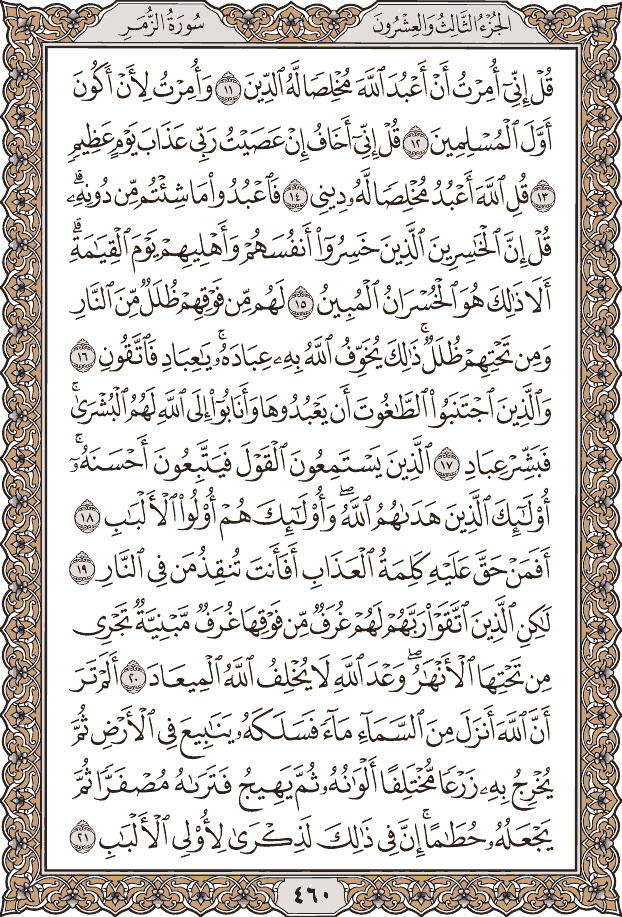 الجُزْءُ الثَّالِثُ وَالعِشْرُونَ
سُورَةُ الزُّمَرِ
قُلْ إِنِّيٓ أُمِرْتُ أَنْ أَعْبُدَ ٱللَّهَ مُخْلِصٗا لَّهُ ٱلدِّينَ ١١ وَأُمِرْتُ لِأَنْ أَكُونَ
أَوَّلَ ٱلْمُسْلِمِينَ ١٢ قُلْ إِنِّيٓ أَخَافُ إِنْ عَصَيْتُ رَبِّي عَذَابَ يَوْمٍ عَظِيمٖ
١٣ قُلِ ٱللَّهَ أَعْبُدُ مُخْلِصٗا لَّهُۥ دِينِي ١٤ فَٱعْبُدُواْ مَا شِئْتُم مِّن دُونِهِۦۗ
قُلْ إِنَّ ٱلْخَٰسِرِينَ ٱلَّذِينَ خَسِرُوٓاْ أَنفُسَهُمْ وَأَهْلِيهِمْ يَوْمَ ٱلْقِيَٰمَةِۗ
أَلَا ذَٰلِكَ هُوَ ٱلْخُسْرَانُ ٱلْمُبِينُ ١٥ لَهُم مِّن فَوْقِهِمْ ظُلَلٞ مِّنَ ٱلنَّارِ
وَمِن تَحْتِهِمْ ظُلَلٞۚ ذَٰلِكَ يُخَوِّفُ ٱللَّهُ بِهِۦ عِبَادَهُۥۚ يَٰعِبَادِ فَٱتَّقُونِ ١٦
وَٱلَّذِينَ ٱجْتَنَبُواْ ٱلطَّٰغُوتَ أَن يَعْبُدُوهَا وَأَنَابُوٓاْ إِلَى ٱللَّهِ لَهُمُ ٱلْبُشْرَىٰۚ
فَبَشِّرْ عِبَادِ ١٧ ٱلَّذِينَ يَسْتَمِعُونَ ٱلْقَوْلَ فَيَتَّبِعُونَ أَحْسَنَهُۥٓۚ
أُوْلَٰٓئِكَ ٱلَّذِينَ هَدَىٰهُمُ ٱللَّهُۖ وَأُوْلَٰٓئِكَ هُمْ أُوْلُواْ ٱلْأَلْبَٰبِ ١٨
أَفَمَنْ حَقَّ عَلَيْهِ كَلِمَةُ ٱلْعَذَابِ أَفَأَنتَ تُنقِذُ مَن فِي ٱلنَّارِ ١٩
لَٰكِنِ ٱلَّذِينَ ٱتَّقَوْاْ رَبَّهُمْ لَهُمْ غُرَفٞ مِّن فَوْقِهَا غُرَفٞ مَّبْنِيَّةٞ تَجْرِي
مِن تَحْتِهَا ٱلْأَنْهَٰرُۖ وَعْدَ ٱللَّهِ لَا يُخْلِفُ ٱللَّهُ ٱلْمِيعَادَ ٢٠ أَلَمْ تَرَ
أَنَّ ٱللَّهَ أَنزَلَ مِنَ ٱلسَّمَآءِ مَآءٗ فَسَلَكَهُۥ يَنَٰبِيعَ فِي ٱلْأَرْضِ ثُمَّ
يُخْرِجُ بِهِۦ زَرْعٗا مُّخْتَلِفًا أَلْوَٰنُهُۥ ثُمَّ يَهِيجُ فَتَرَىٰهُ مُصْفَرّٗا ثُمَّ
يَجْعَلُهُۥ حُطَٰمًاۚ إِنَّ فِي ذَٰلِكَ لَذِكْرَىٰ لِأُوْلِي ٱلْأَلْبَٰبِ ٢١
٤٦٠